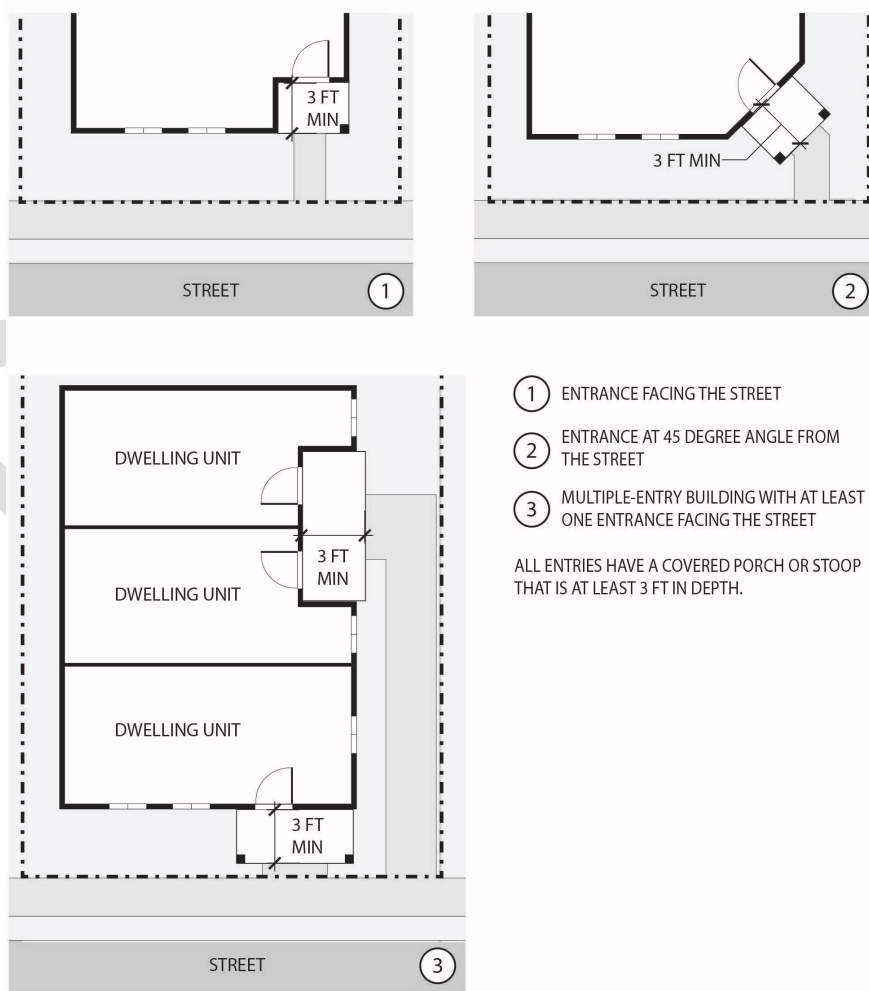 3 FT
MIN
STREET
1
3 FT MIN
STREET
2
DWELLING UNIT
DWELLING UNIT
3 FT
MIN
DWELLING UNIT
3 FT
MIN
STREET
3
1 ENTRANCE FACING THE STREET
2 ENTRANCE AT 45 DEGREE ANGLE FROM
THE STREET
3 MULTIPLE-ENTRY BUILDING WITH AT LEAST
ONE ENTRANCE FACING THE STREET
ALL ENTRIES HAVE A COVERED PORCH OR STOOP
THAT IS AT LEAST 3 FT IN DEPTH.